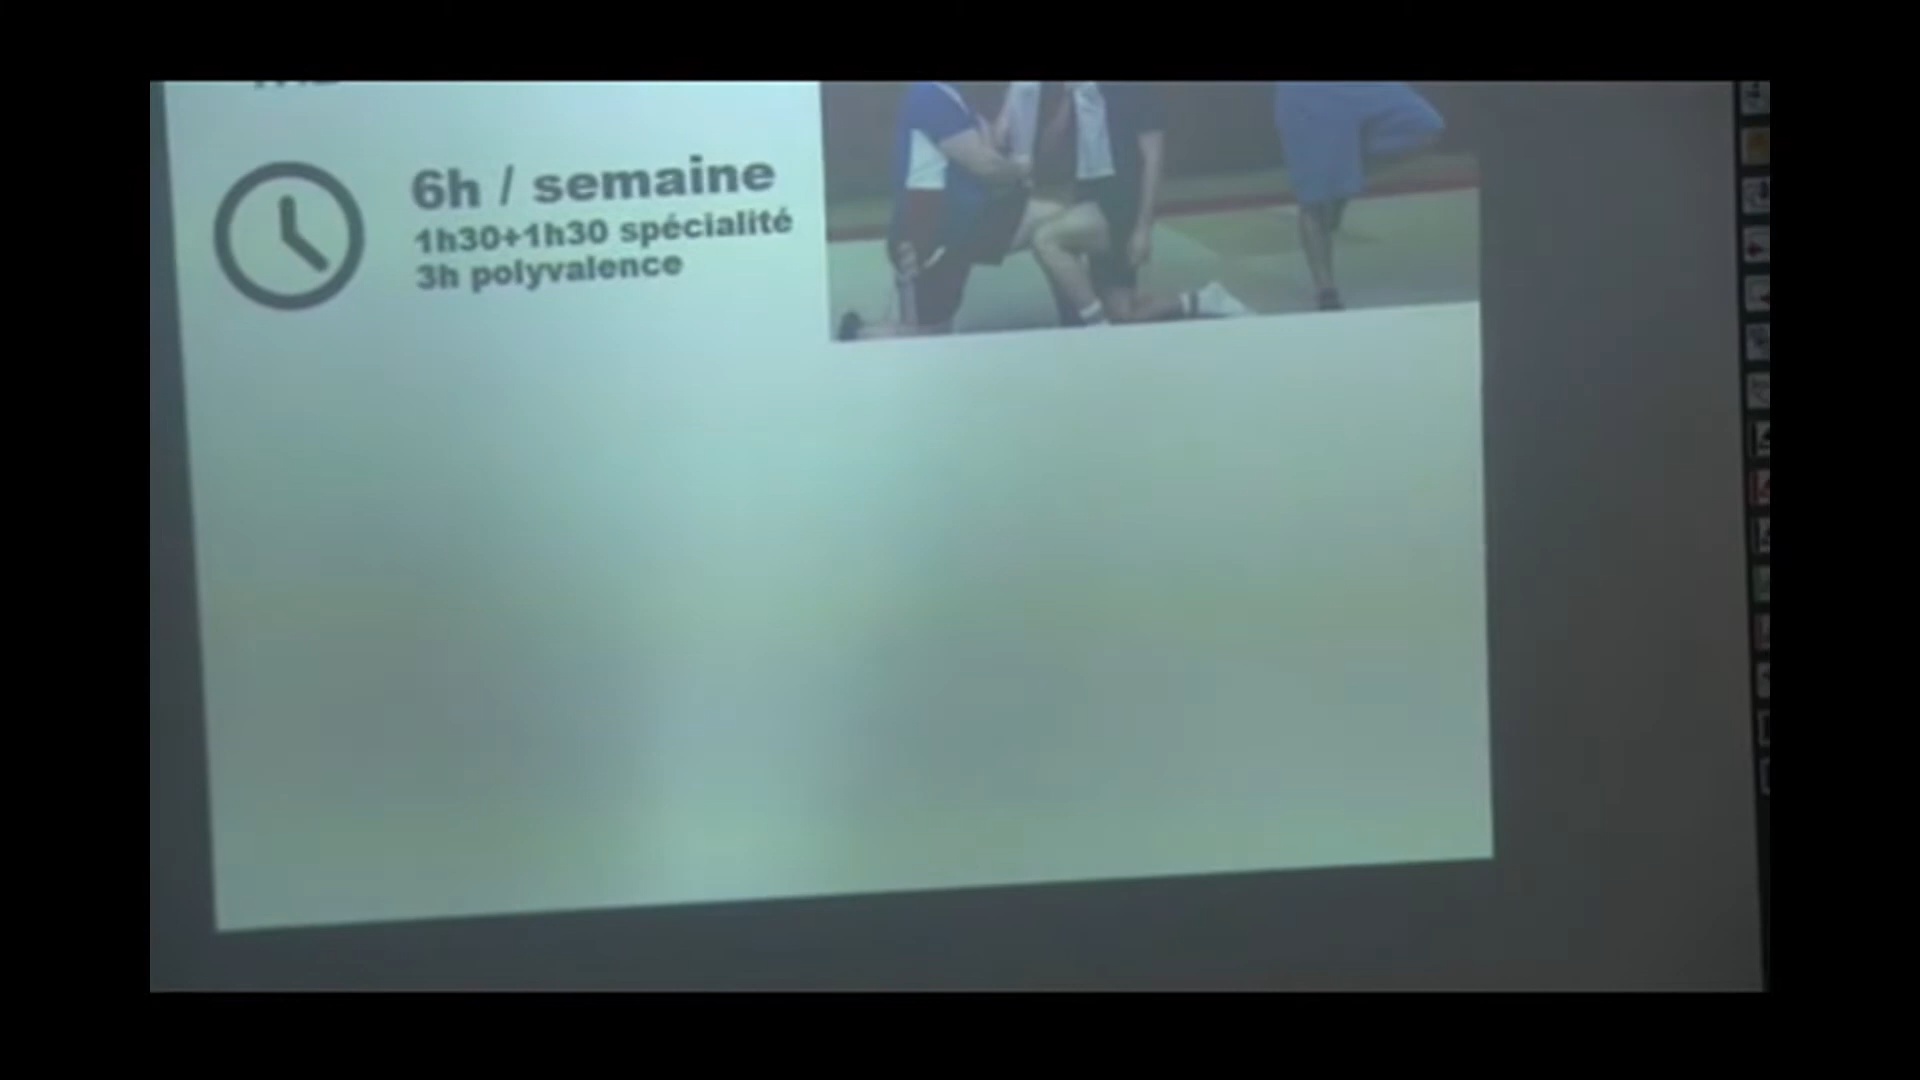 6h / semaine
1h30+1h30 spécialité
3h polyvalence